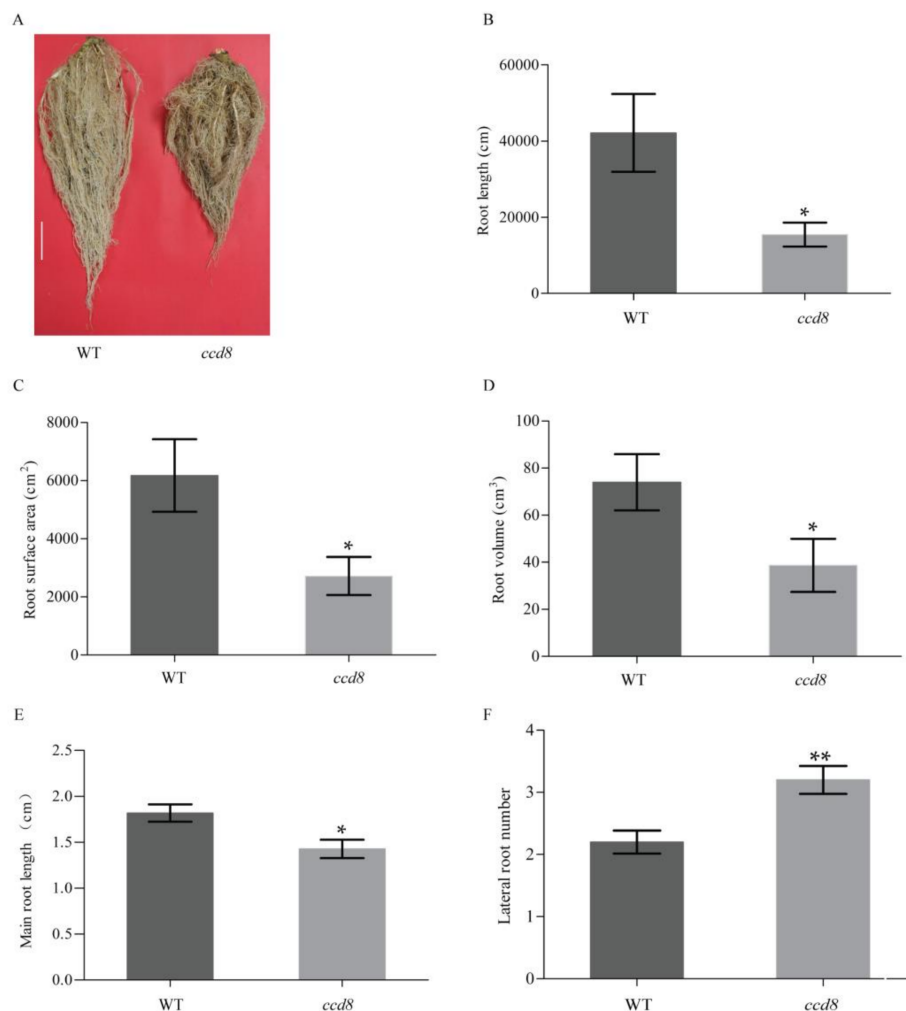 A
WT
ccd8
B
Root length (cm)
60000
40000
20000
0
*
WT
ccd8
C
Root surface area (cm2)
8000
6000
4000
2000
0
*
WT
ccd8
D
Root volume (cm3)
100
80
60
40
20
0
*
WT
ccd8
E
Main root length （cm）
2.5
2.0
1.5
1.0
0.5
0.0
*
WT
ccd8
F
Lateral root number
4
3
2
1
0
**
WT
ccd8